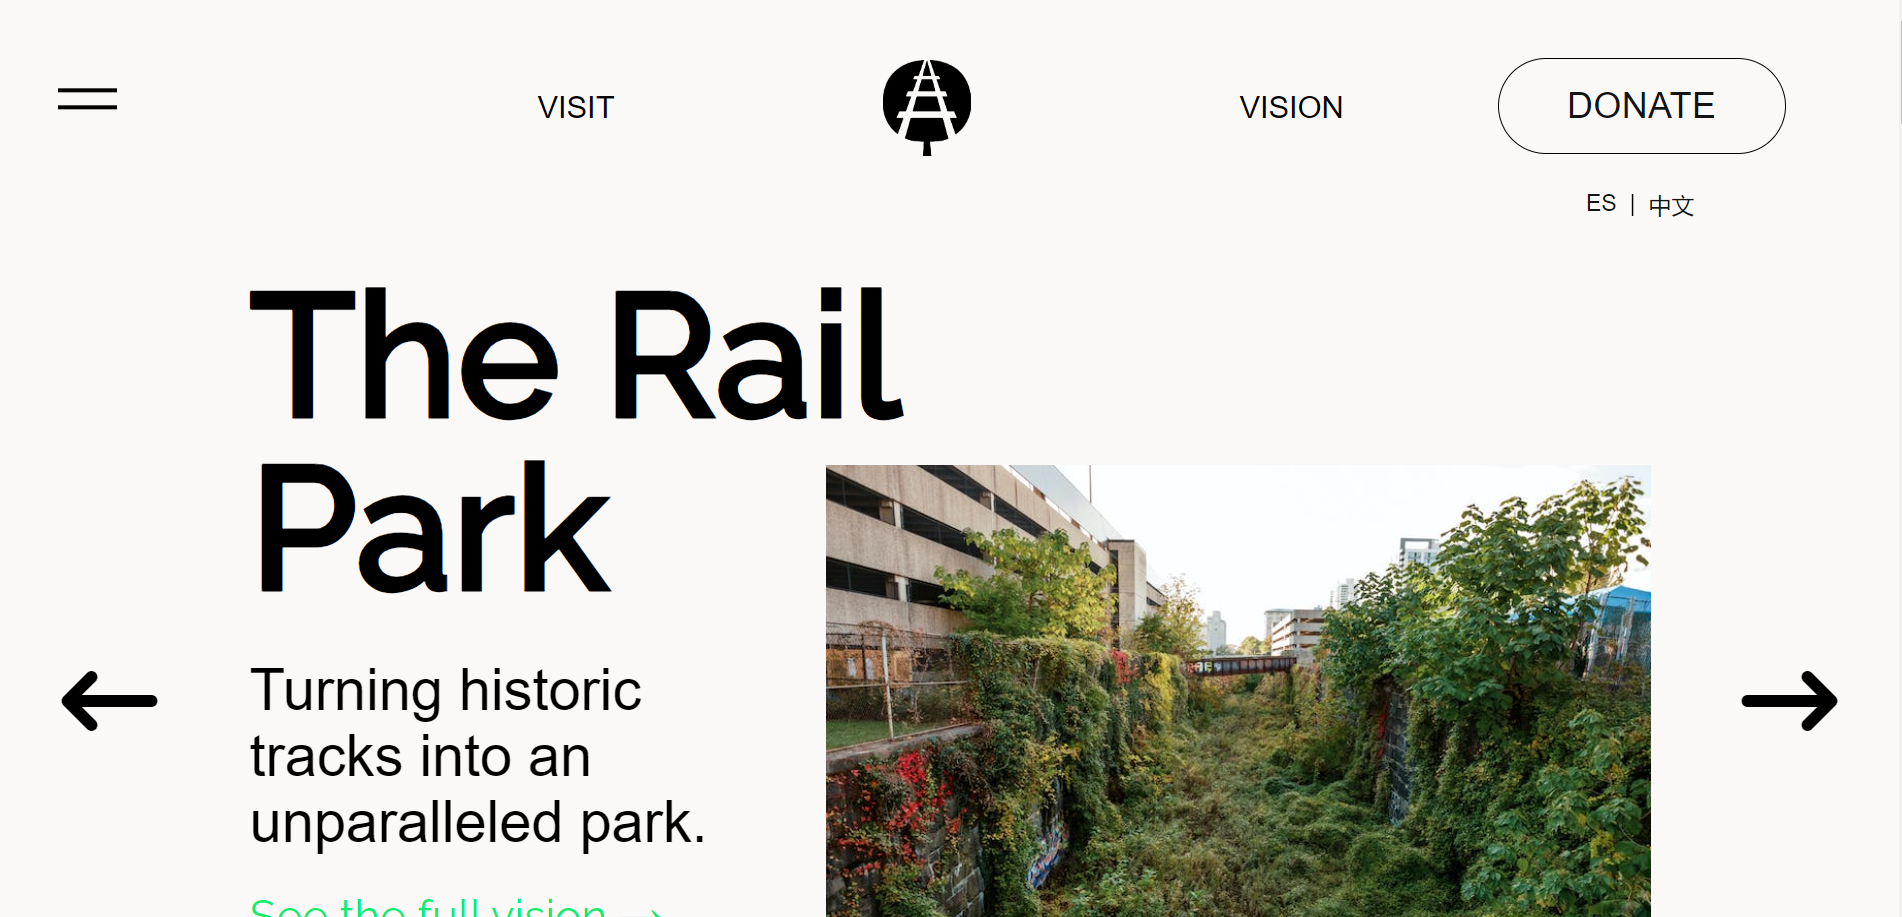 VISIT
VISION
DONATE
ES | 中文
The Rail
Park
Turning historic
tracks into an
unparalleled park.
See the full vision →